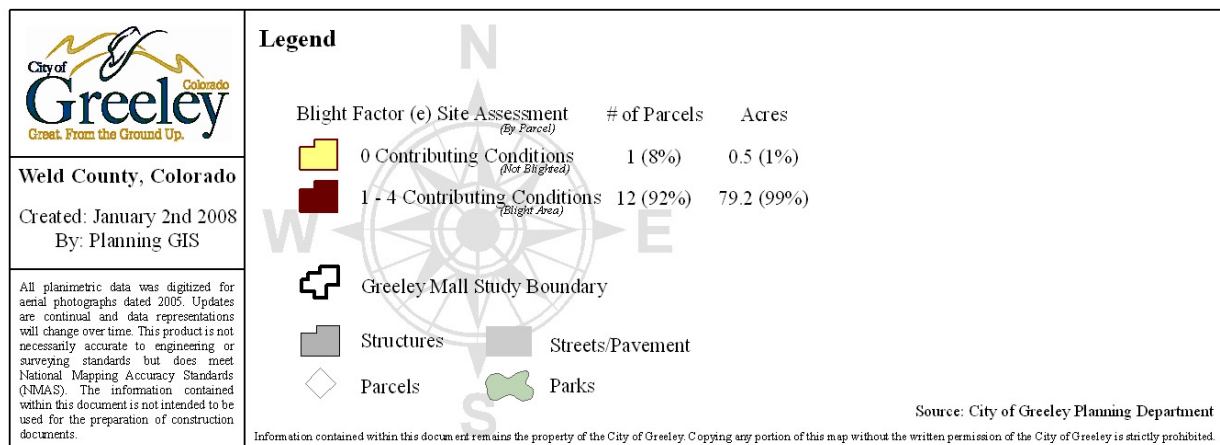 City of
Colorado
Greeley
Great. From the Ground Up.
Weld County, Colorado
Created: January 2nd 2008
By: Planning GIS
All planimetric data was digitized for
aerial photographs dated 2005. Updates
are continual and data representations
will change over time. This product is not
necessarily accurate to engineering or
surveying standards but does meet
National Mapping Accuracy Standards
(NMAS). The information contained
within this document is not intended to be
used for the preparation of construction
documents.
Legend
N
Blight Factor (e) Site Assessment # of Parcels Acres
(By Parcel)
0 Contributing Conditions 1 (8%) 0.5 (1%)
(Not Blighted)
1 - 4 Contributing Conditions 12 (92%) 79.2 (99%)
(Blight Area)
W E
Greeley Mall Study Boundary
Structures Streets/Pavement
Parcels Parks
S
Source: City of Greeley Planning Department
Information contained within this document remains the property of the City of Greeley. Copying any portion of this map without the written permission of the City of Greeley is strictly prohibited.